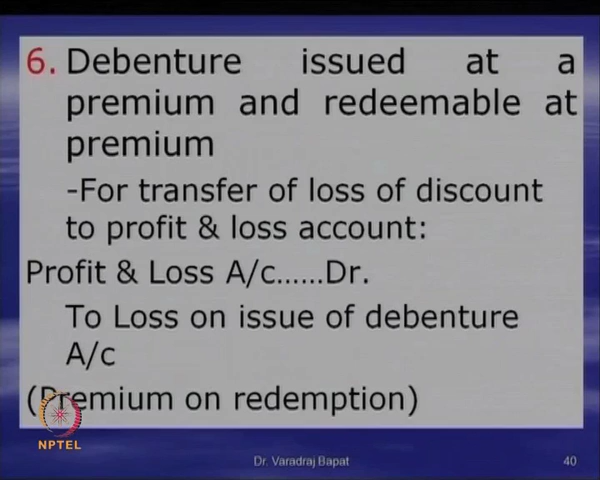 6. Debenture issued at a
premium and redeemable at
premium
-For transfer of loss of discount
to profit & loss account:
Profit & Loss A/c......Dr.
To Loss on issue of debenture
A/c
(Premium on redemption)
NPTEL
Dr. Varadraj Bapat
40